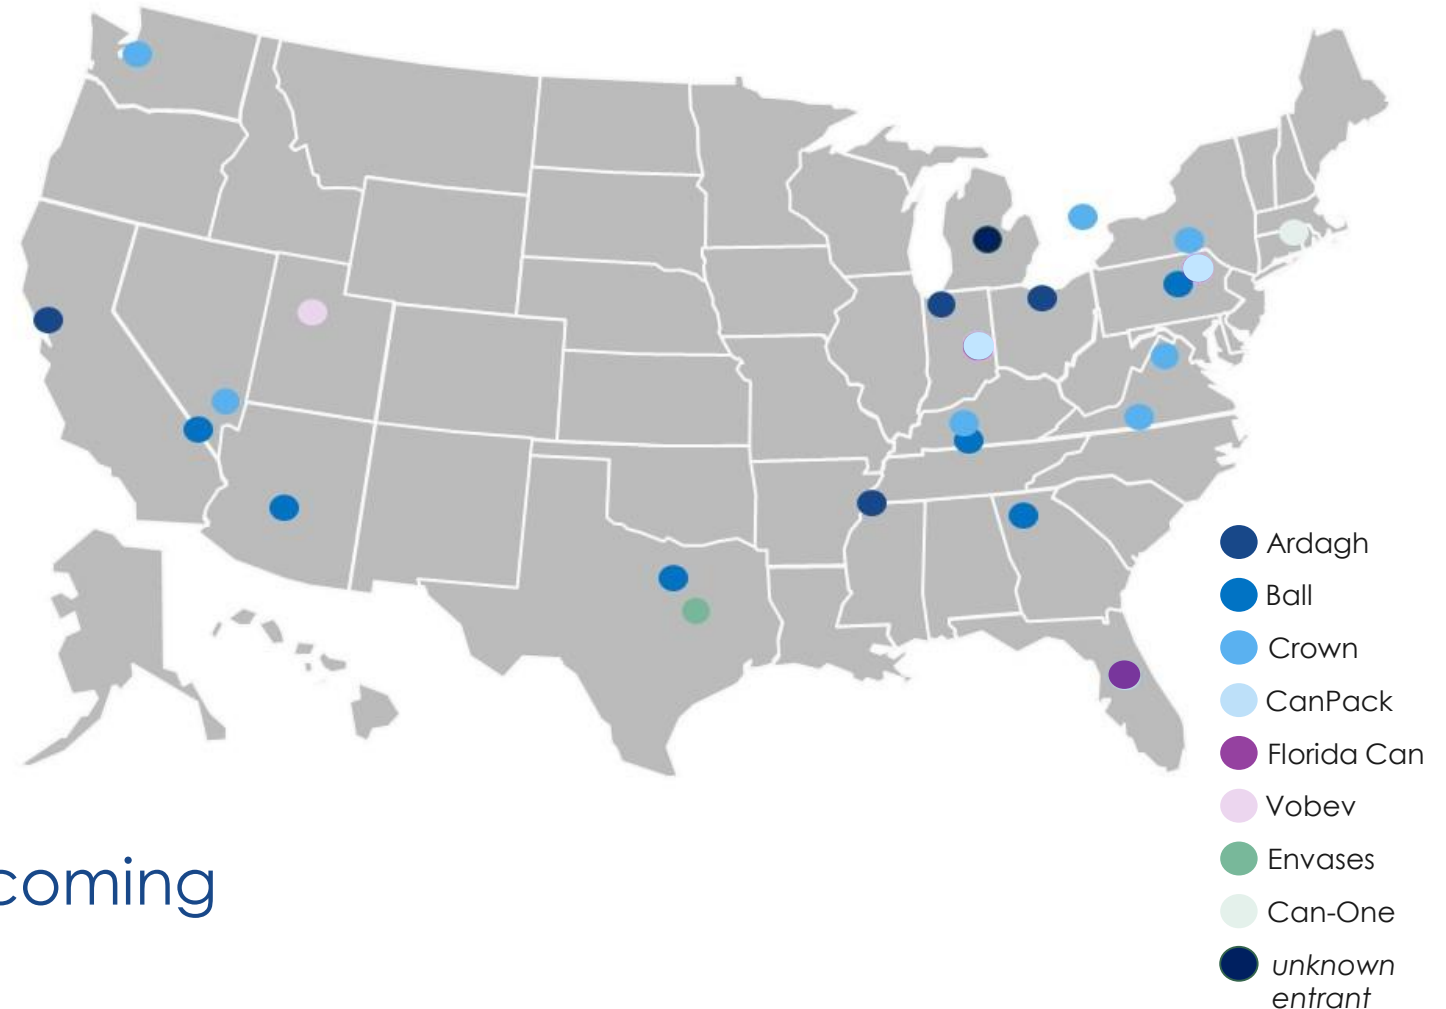 Ardagh
Ball
Crown
CanPack
Florida Can
Vobev
coming
Envases
Can-One
unknown
entrant